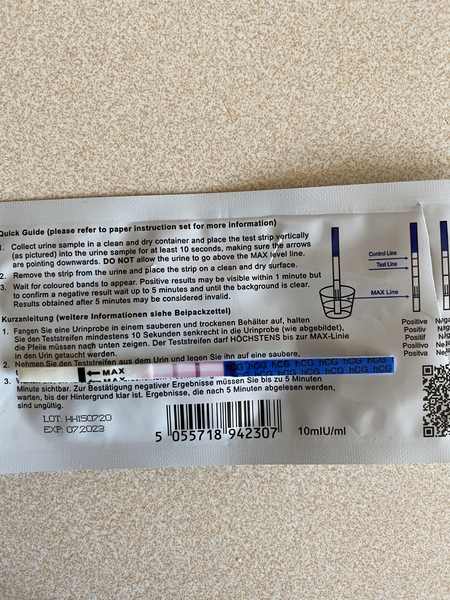 Quick Guide (please refer to paper instruction set for more information)
1. Collect urine sample in a clean and dry container and place the test strip vertically
(as pictured) into the urine sample for at least 10 seconds, making sure the arrows
are pointing downwards. DO NOT allow the urine to go above the MAX level line.
2. Remove the strip from the urine and place the strip on a clean and dry surface.
3. Wait for coloured bands to appear. Positive results may be visible within 1 minute but
to confirm a negative result wait up to 5 minutes and until the background is clear.
Results obtained after 5 minutes may be considered invalid.
Kurzanleitung (weitere Informationen siehe Beipackzettel)
1. Fangen Sie eine Urinprobe in einem sauberen und trockenen Behälter auf, halten
Sie den Teststreifen mindestens 10 Sekunden senkrecht in die Urinprobe (wie abgebildet),
die Pfeile müssen nach unten zeigen. Der Teststreifen darf HÖCHSTENS bis zur MAX-Linie
in den Urin getaucht werden.
2. Nehmen Sie den Teststreifen aus dem Urin und legen Sie ihn auf eine saubere,
MAX
hCG hCG hCG hCG hCG hCG
hCG hCG hCG hCG hCG hCG
3.
Minute sichtbar. Zur Bestätigung negativer Ergebnisse müssen Sie bis zu 5 Minuten
warten, bis der Hintergrund klar ist. Ergebnisse, die nach 5 Minuten abgelesen werden,
sind ungültig.
LOT: HH150720
EXP: 07.2023
5 055718 942307
10mIU/ml
Control Line
Test Line
MAX Line
Positive
Positiv
Positif
Positivo
Positiva